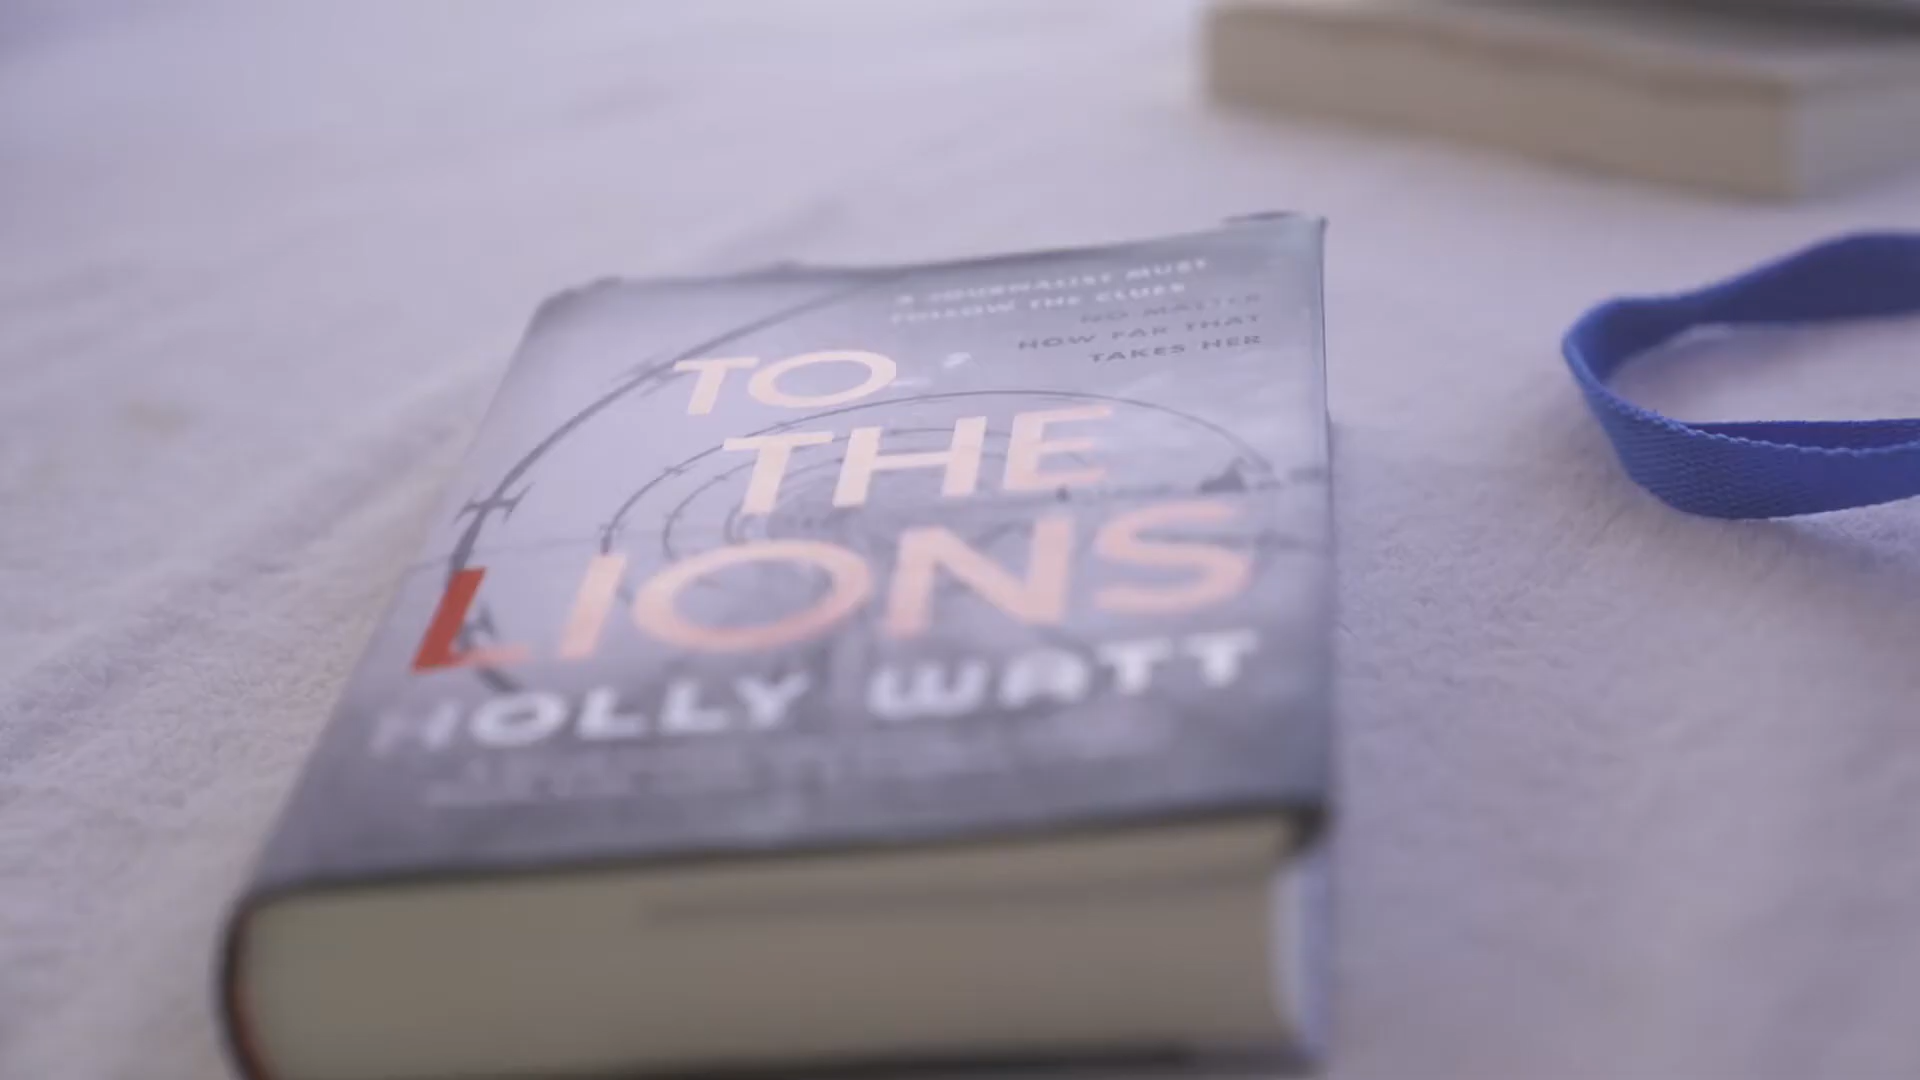 A JOURNALIST MUST
FOLLOW THE CLUES
NO MATTER
HOW FAR THAT
TAKES HER
TO
THE
LIONS
HOLLY WATT